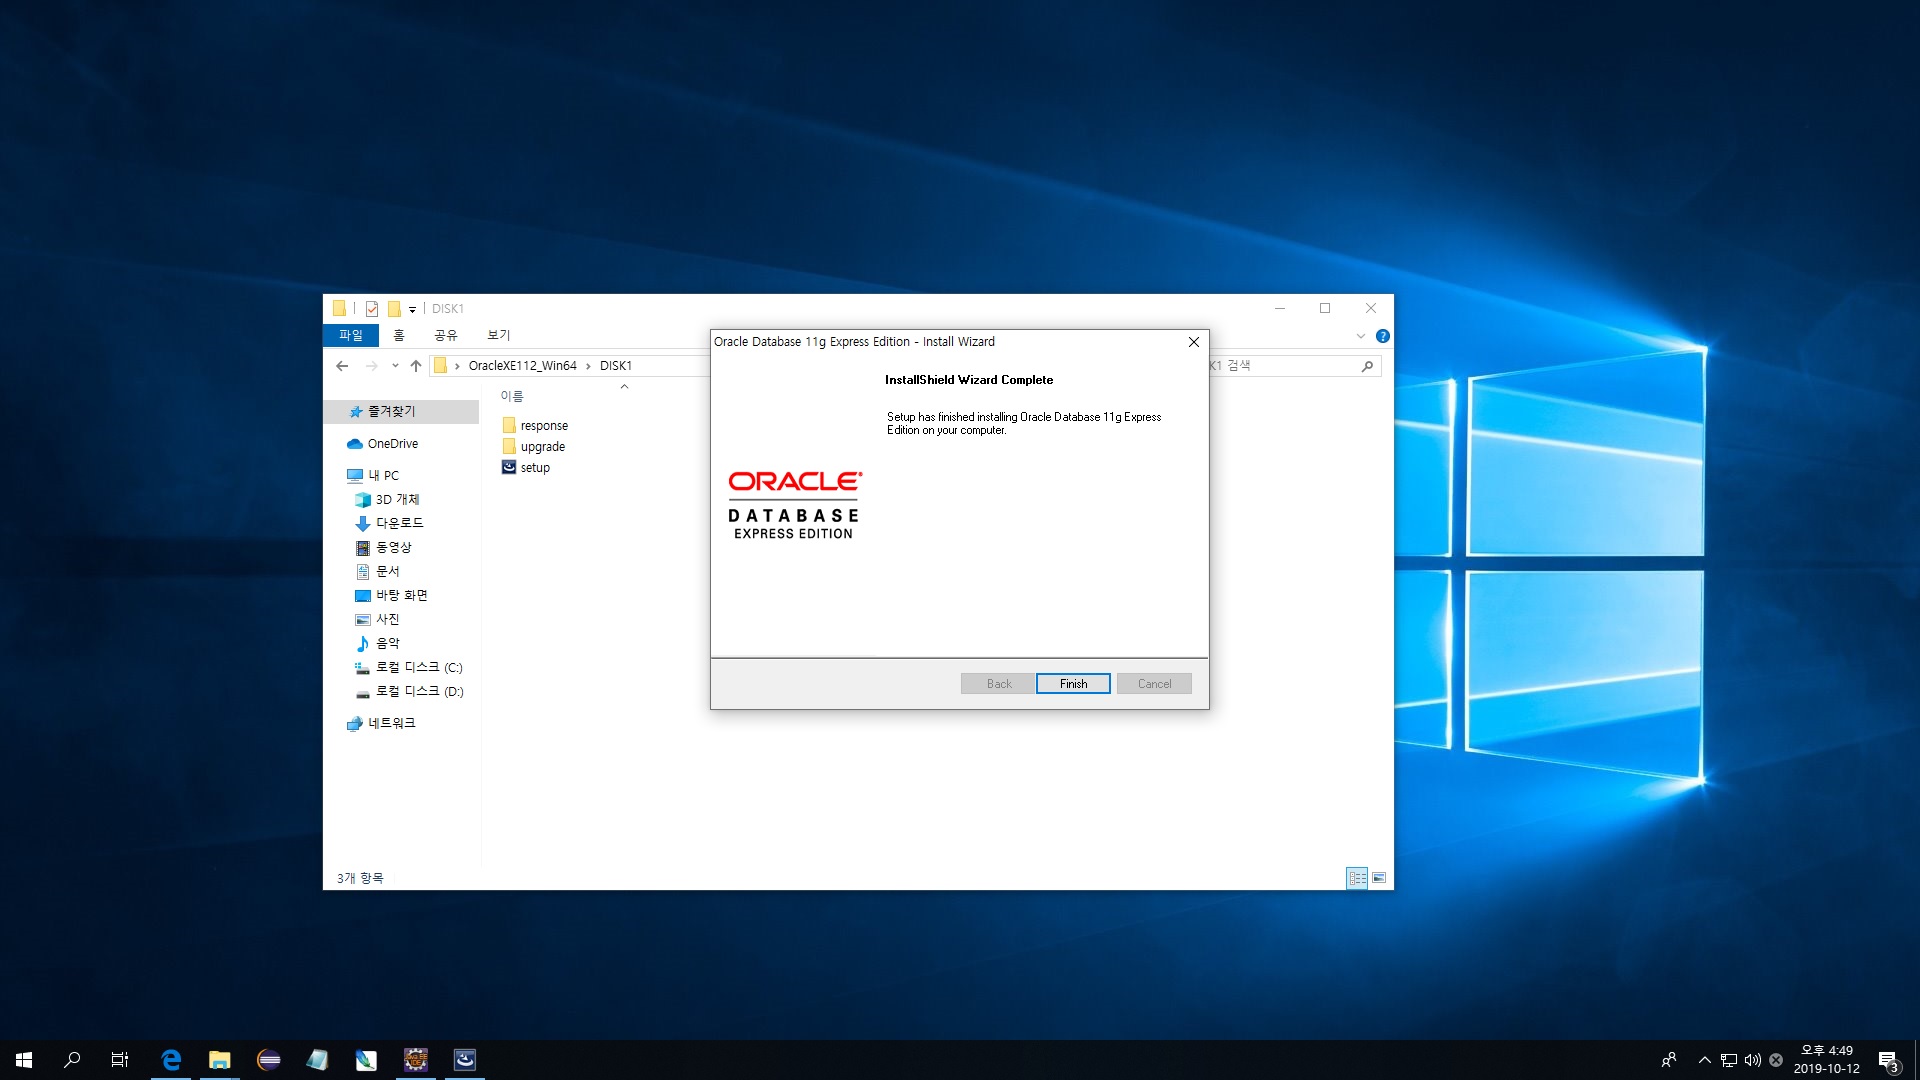 DISK1
파일 홈 공유 보기
OracleXE112_Win64 DISK1
K1 검색
이름
즐겨찾기
OneDrive
내 PC
3D 개체
다운로드
동영상
문서
바탕 화면
사진
음악
로컬 디스크 (C:)
로컬 디스크 (D:)
네트워크
response
upgrade
setup
3개 항목
Oracle Database 11g Express Edition - Install Wizard
InstallShield Wizard Complete
Setup has finished installing Oracle Database 11g Express
Edition on your computer.
ORACLE®
DATABASE
EXPRESS EDITION
Back Finish Cancel
오후 4:49
2019-10-12
3